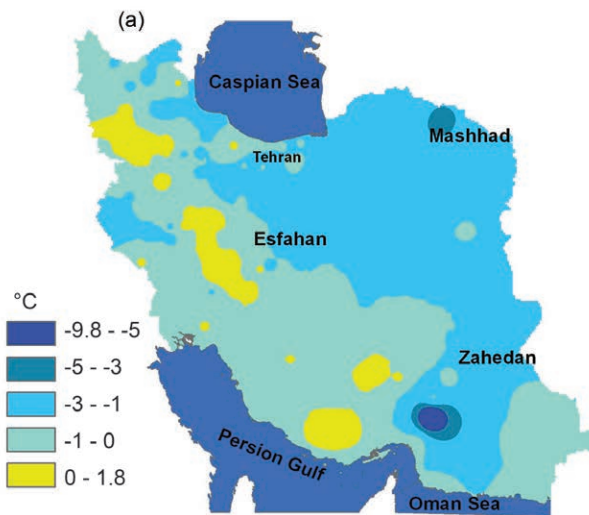 (a)
Caspian Sea
Mashhad
Tehran
Esfahan
°C
-9.8 - -5
-5 - -3
-3 - -1
-1 - 0
0 - 1.8
Zahedan
Persion Gulf
Oman Sea